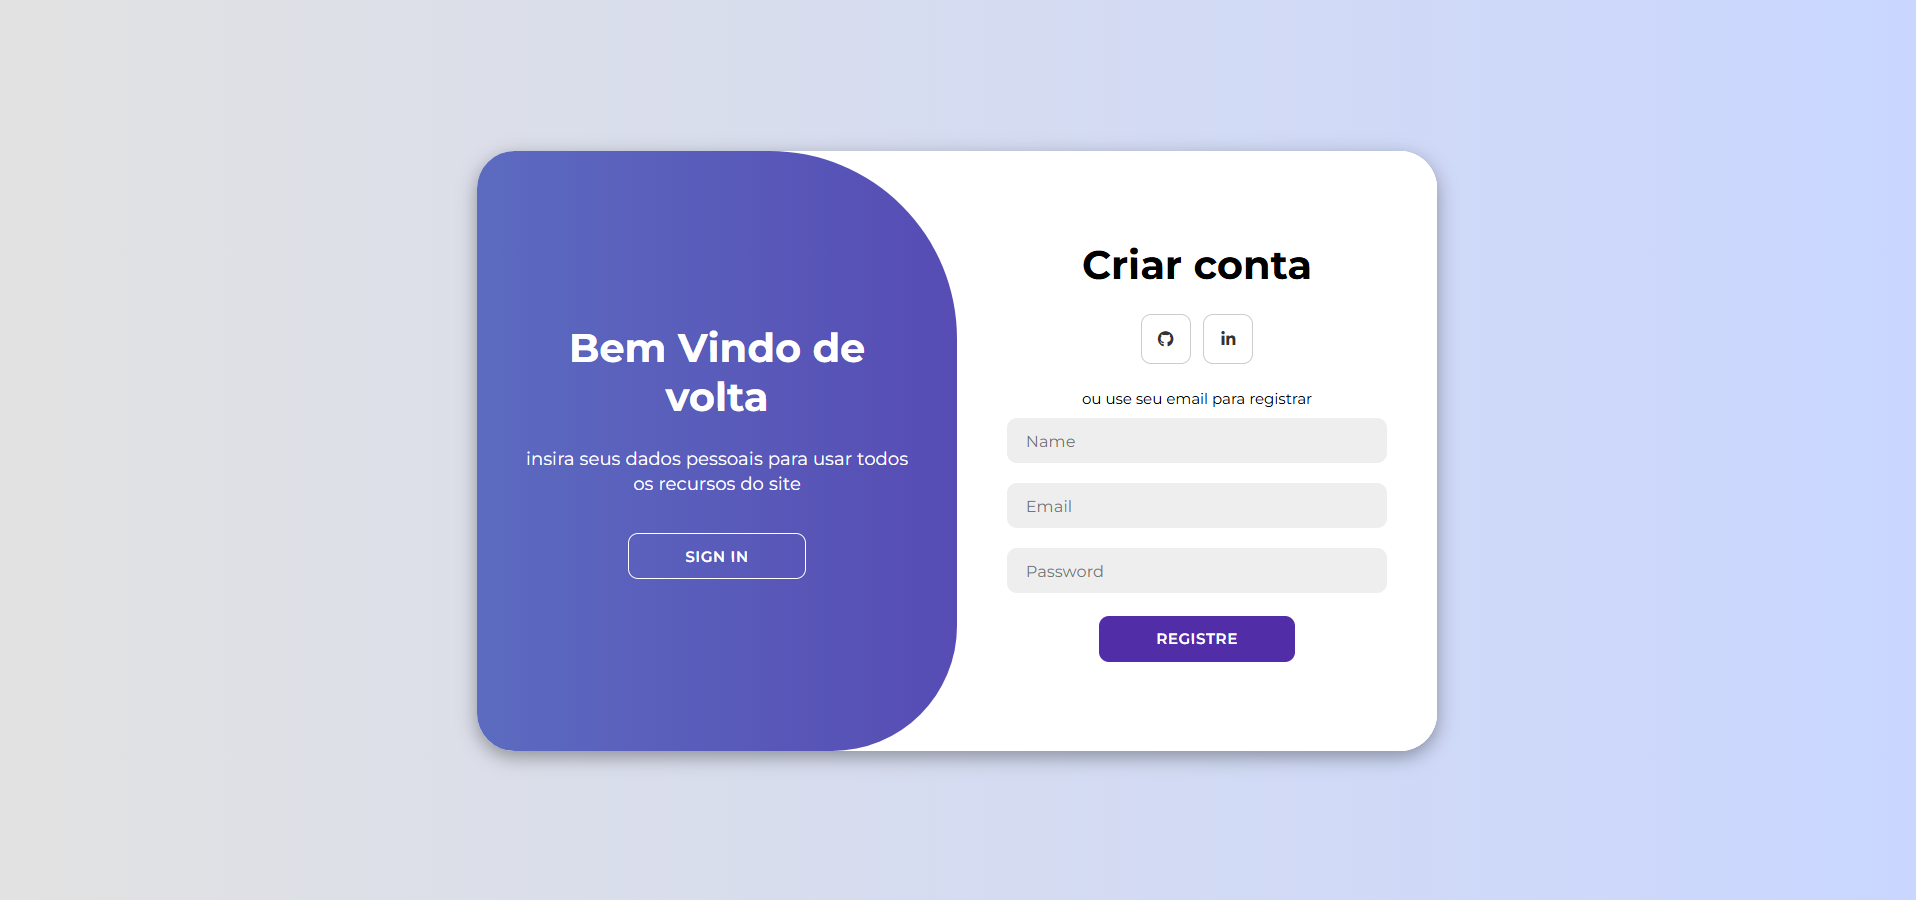 Bem Vindo de
volta
insira seus dados pessoais para usar todos
os recursos do site
SIGN IN
Criar conta
ou use seu email para registrar
Name
Email
Password
REGISTRE